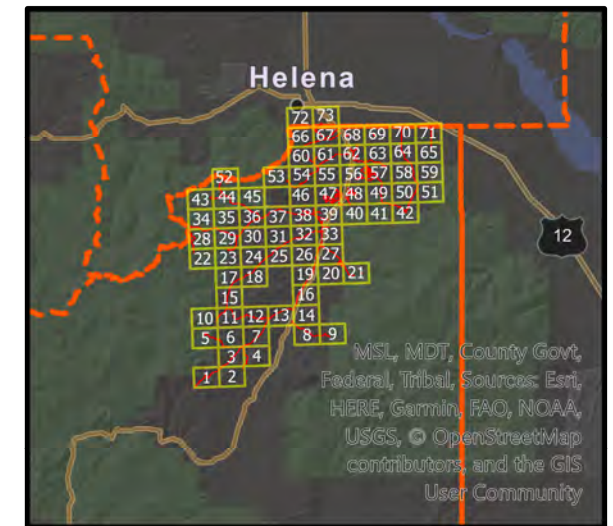 Helena
72 73
66 67 68 69 70 71
60 61 62 63 64 65
52 53 54 55 56 57 58 59
43 44 45 46 47 48 49 50 51
34 35 36 37 38 39 40 41 42
28 29 30 31 32 33
12
22 23 24 25 26 27
17 18 19 20 21
15 16
10 11 12 13 14
5 6 7 8 9
3 4
1 2
MSL, MDT, County Govt,
Federal, Tribal, Sources: Esri,
HERE, Garmin, FAO, NOAA,
USGS, © OpenStreetMap
contributors, and the GIS
User Community